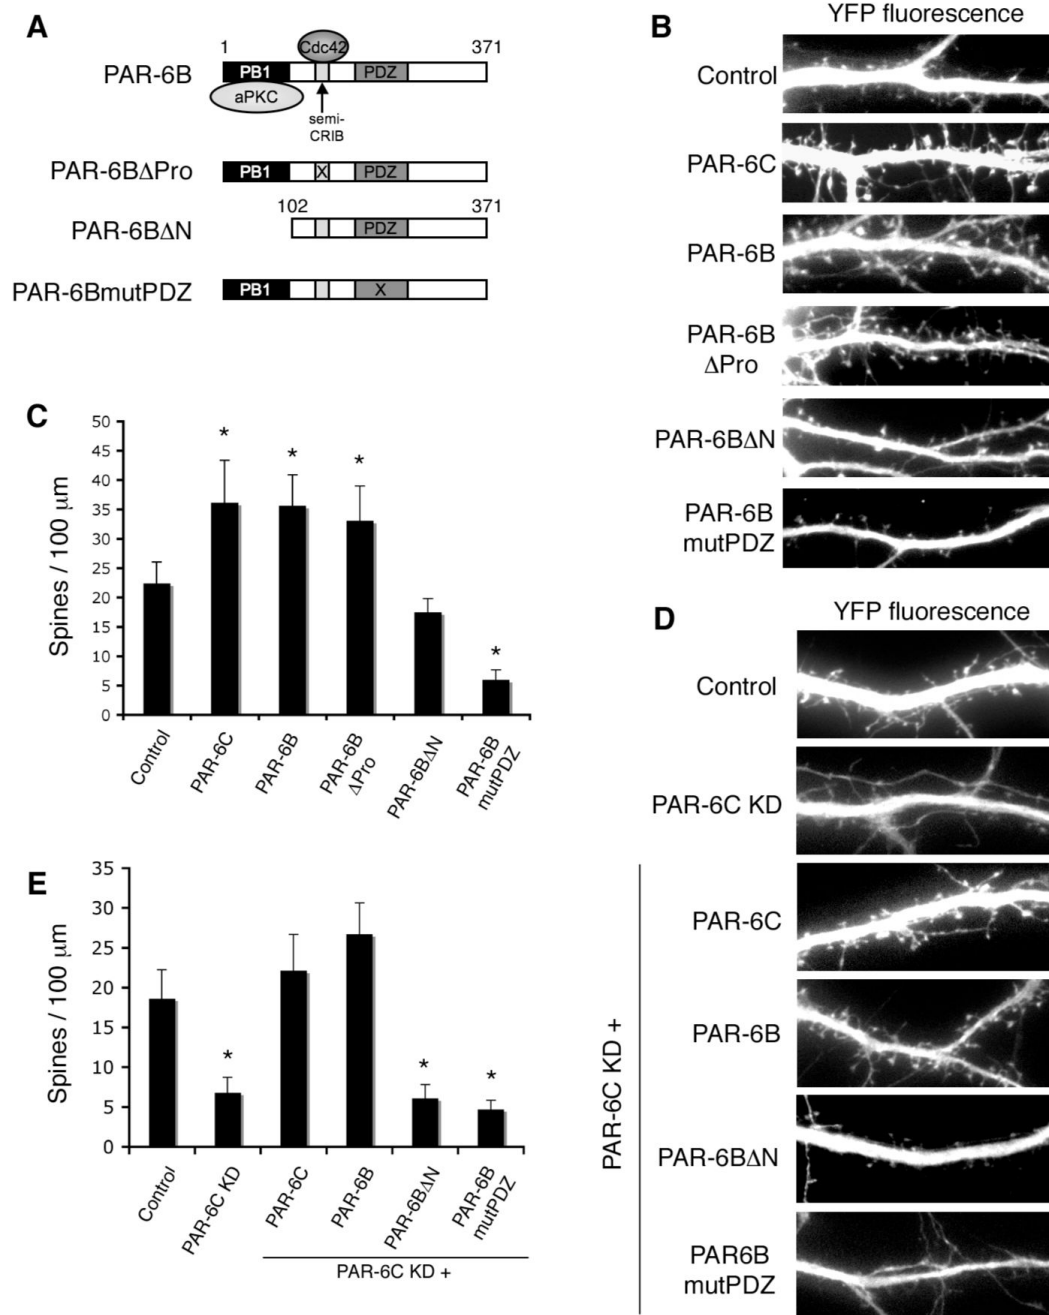 A
1
Cdc42
371
PAR-6B
PB1
PDZ
aPKC
semi-
CRIB
PAR-6BΔPro
PB1
X
PDZ
102
371
PAR-6BΔN
PDZ
PAR-6BmutPDZ
PB1
X
B
YFP fluorescence
Control
PAR-6C
PAR-6B
PAR-6B
ΔPro
PAR-6BΔN
PAR-6B
mutPDZ
C
Spines / 100 μm
50
45
40
35
30
25
20
15
10
5
0
*
*
*
*
Control
PAR-6C
PAR-6B
PAR-6B
ΔPro
PAR-6BΔN
PAR-6B
mutPDZ
D
YFP fluorescence
Control
PAR-6C KD
PAR-6C KD +
PAR-6C
PAR-6B
PAR-6BΔN
PAR6B
mutPDZ
E
Spines / 100 μm
35
30
25
20
15
10
5
0
*
*
*
Control
PAR-6C KD
PAR-6C
PAR-6B
PAR-6BΔN
PAR-6B
mutPDZ
PAR-6C KD +